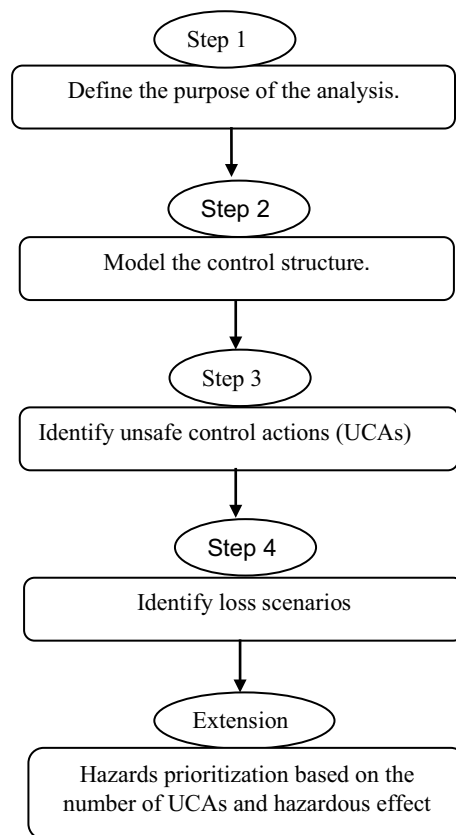 Step 1
Define the purpose of the analysis.
Step 2
Model the control structure.
Step 3
Identify unsafe control actions (UCAs)
Step 4
Identify loss scenarios
Extension
Hazards prioritization based on the
number of UCAs and hazardous effect